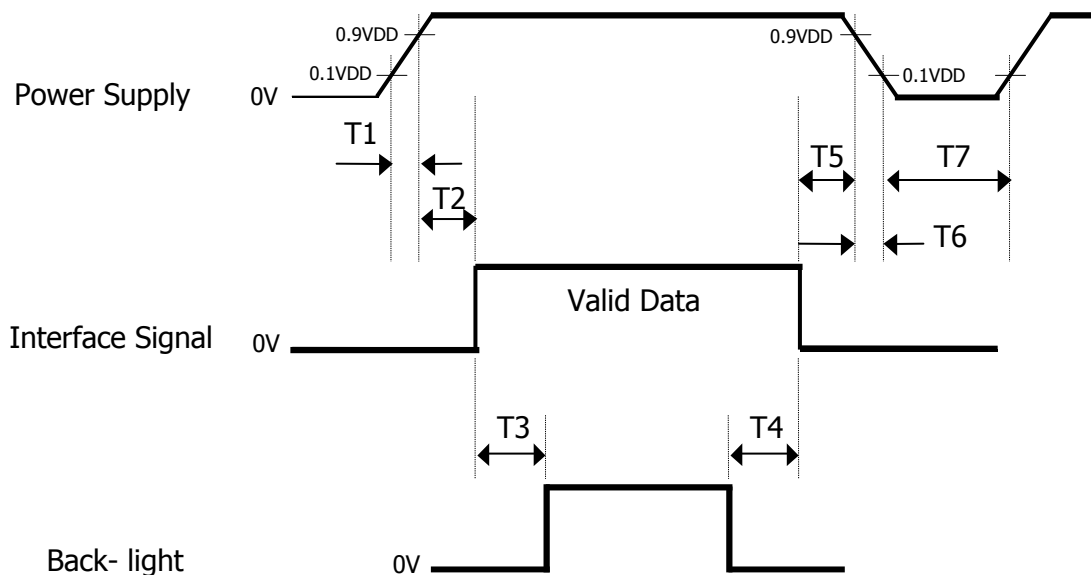 0.9VDD
0.9VDD
0.1VDD
0.1VDD
Power Supply
0V
T1
T5
T7
T2
T6
Valid Data
Interface Signal
0V
T3
T4
Back- light
0V